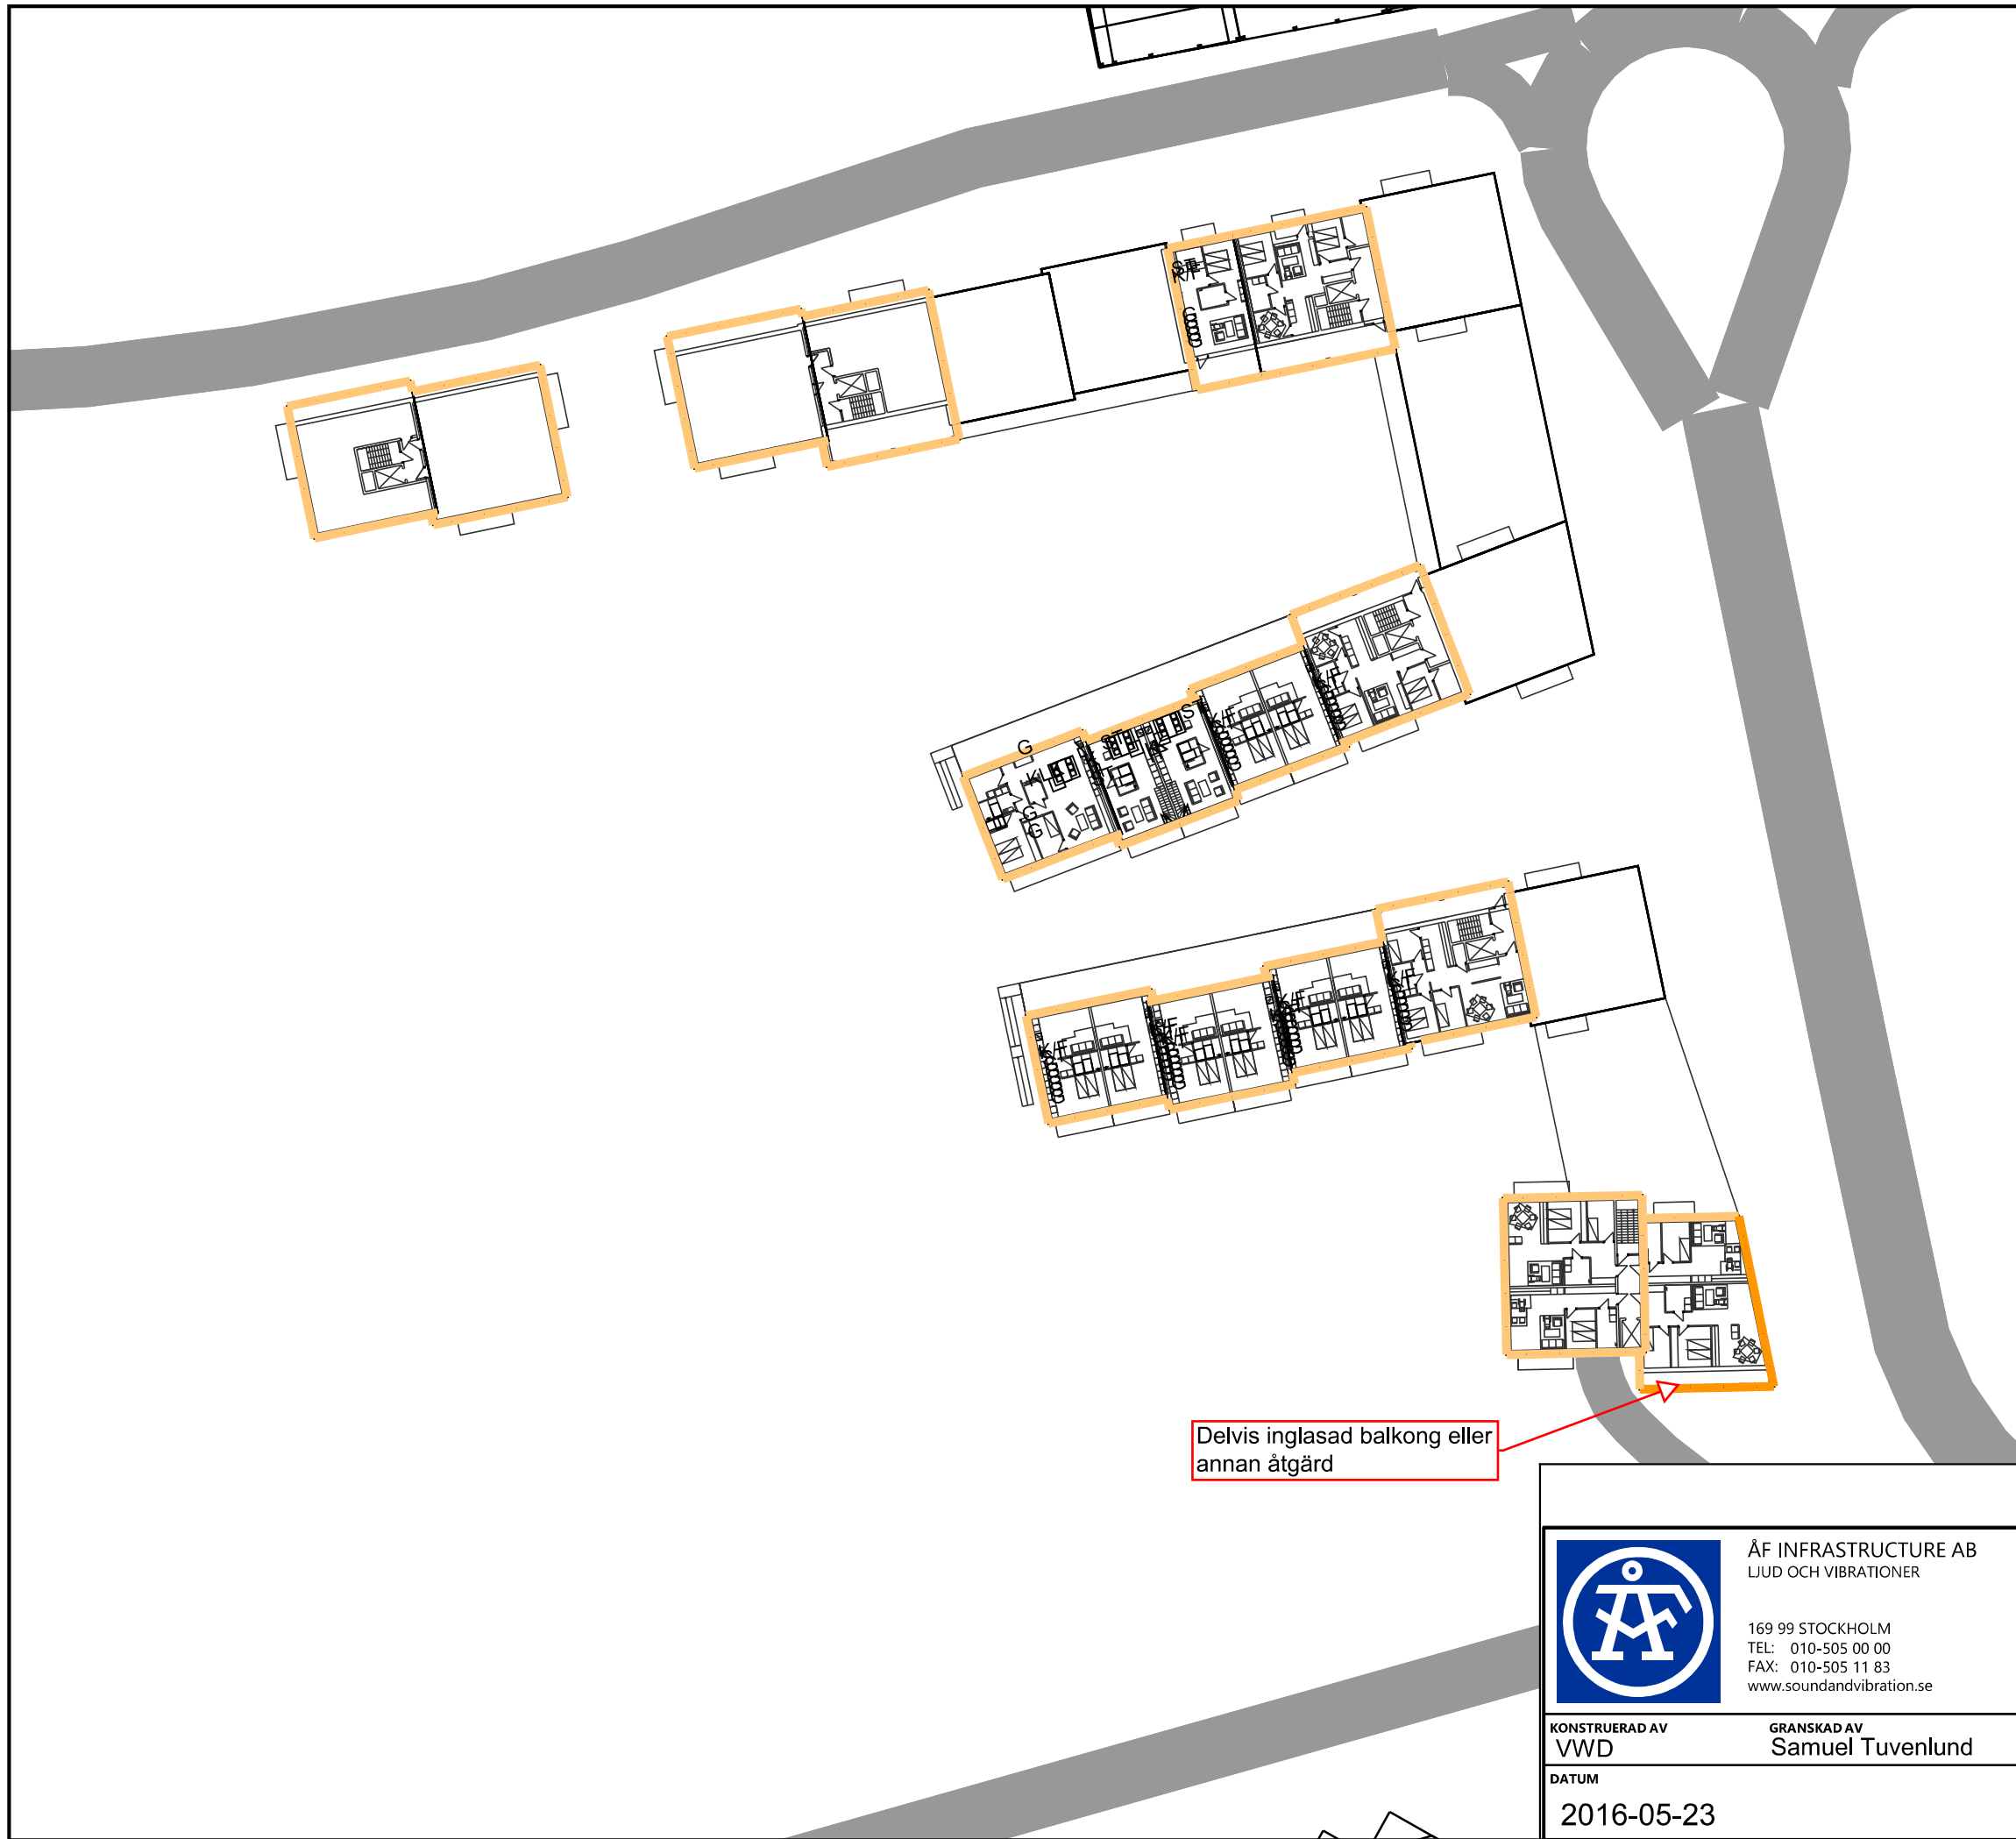 Delvis inglasad balkong eller
annan åtgärd
ÅF INFRASTRUCTURE AB
LJUD OCH VIBRATIONER
169 99 STOCKHOLM
TEL: 010-505 00 00
FAX: 010-505 11 83
www.soundandvibration.se
KONSTRUERAD AV
VWD
GRANSKAD AV
Samuel Tuvenlund
DATUM
2016-05-23
G
G
G